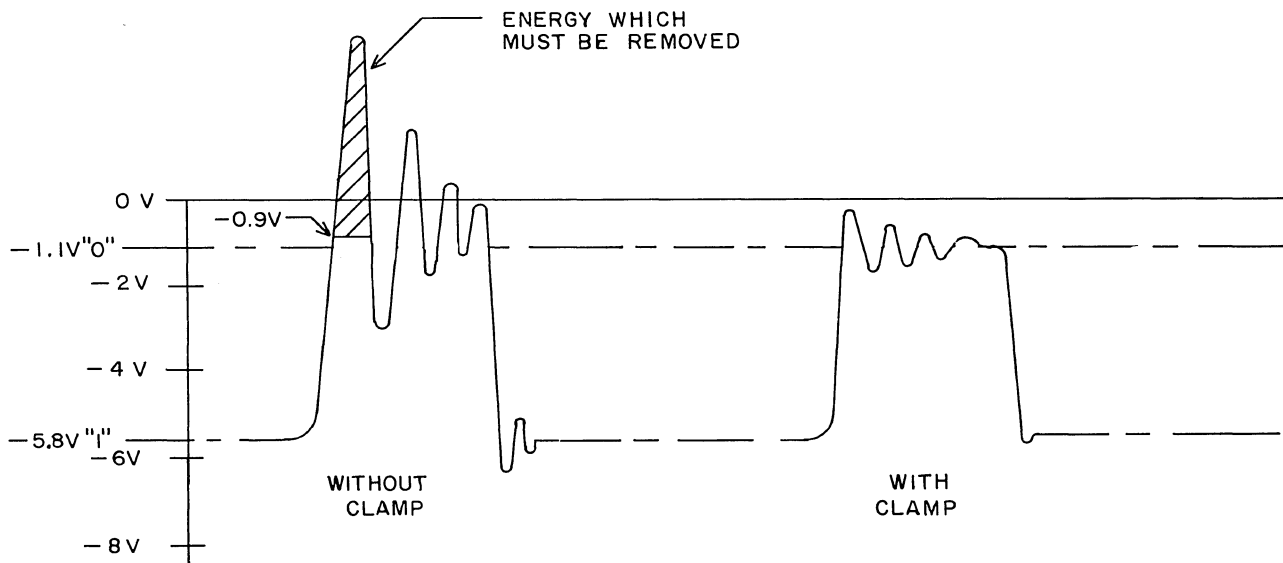 ENERGY WHICH
MUST BE REMOVED
0 V
-0.9V
-1.1V "0"
-2 V
-4 V
-5.8V "1"
-6V
WITHOUT
CLAMP
WITH
CLAMP
-8 V